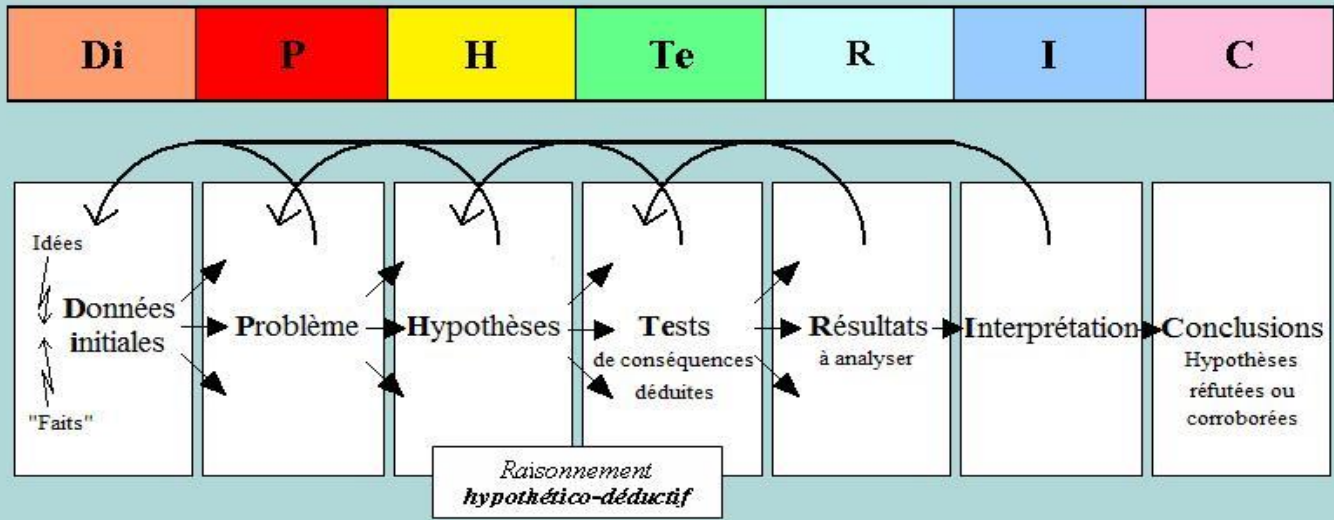 Di P H Te R I C
Idées
Données
initiales
"Faits"
Problème
Hypothèses
Tests
de conséquences
déduites
Résultats
à analyser
Interprétation
Conclusions
Hypothèses
réfutées ou
corroborées
Raisonnement
hypothético-déductif